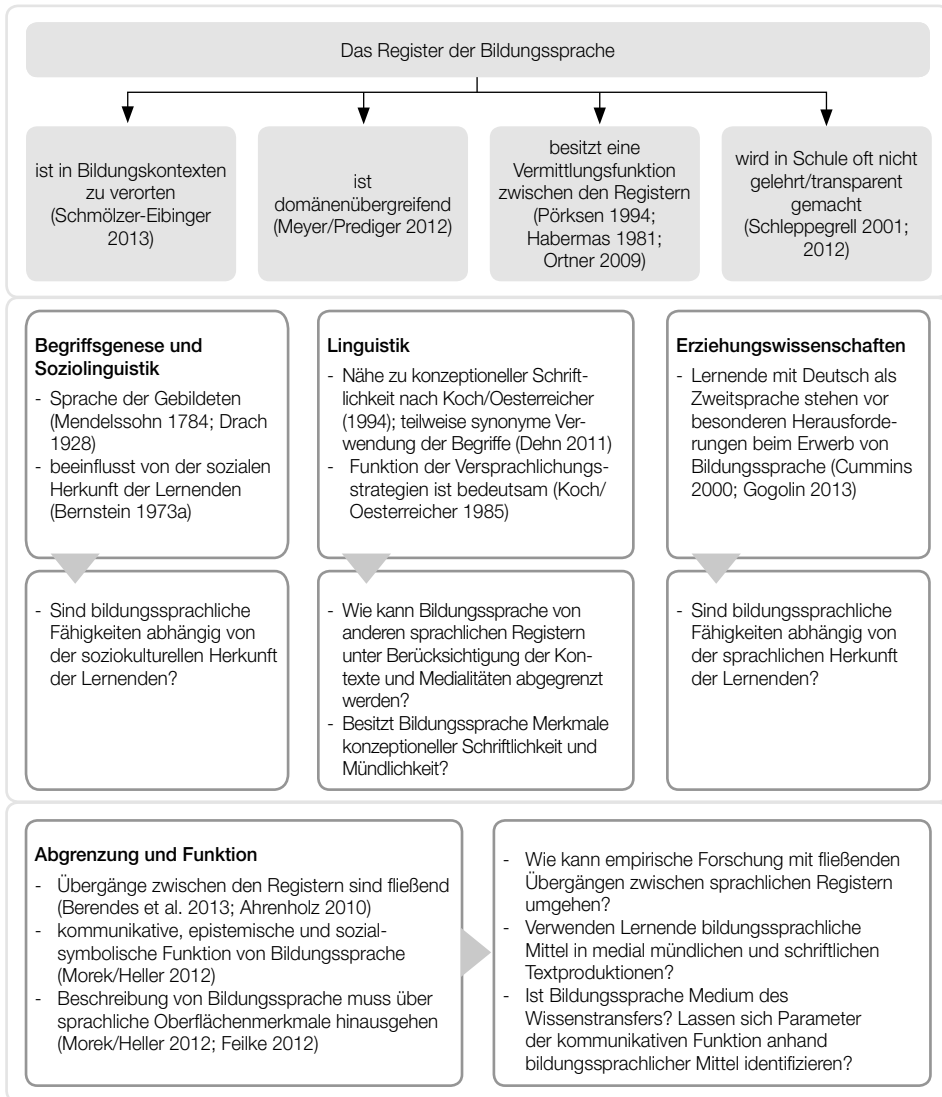 Das Register der Bildungssprache
ist in Bildungskontexten
zu verorten
(Schmölzer-Eibinger
2013)
ist
domänenübergreifend
(Meyer/Prediger 2012)
besitzt eine
Vermittlungsfunktion
zwischen den Registern
(Pörksen 1994;
Habermas 1981;
Ortner 2009)
wird in Schule oft nicht
gelehrt/transparent
gemacht
(Schleppegrell 2001;
2012)
Begriffsgenese und
Soziolinguistik
- Sprache der Gebildeten
(Mendelssohn 1784; Drach
1928)
- beeinflusst von der sozialen
Herkunft der Lernenden
(Bernstein 1973a)
Linguistik
- Nähe zu konzeptioneller Schrift-
lichkeit nach Koch/Oesterreicher
(1994); teilweise synonyme Ver-
wendung der Begriffe (Dehn 2011)
- Funktion der Versprachlichungs-
strategien ist bedeutsam (Koch/
Oesterreicher 1985)
Erziehungswissenschaften
- Lernende mit Deutsch als
Zweitsprache stehen vor
besonderen Herausforde-
rungen beim Erwerb von
Bildungssprache (Cummins
2000; Gogolin 2013)
- Sind bildungssprachliche
Fähigkeiten abhängig von
der soziokulturellen Herkunft
der Lernenden?
- Wie kann Bildungssprache von
anderen sprachlichen Registern
unter Berücksichtigung der Kon-
texte und Medialitäten abgegrenzt
werden?
- Besitzt Bildungssprache Merkmale
konzeptioneller Schriftlichkeit und
Mündlichkeit?
- Sind bildungssprachliche
Fähigkeiten abhängig von
der sprachlichen Herkunft
der Lernenden?
Abgrenzung und Funktion
- Übergänge zwischen den Registern sind fließend
(Berendes et al. 2013; Ahrenholz 2010)
- kommunikative, epistemische und sozial-
symbolische Funktion von Bildungssprache
(Morek/Heller 2012)
- Beschreibung von Bildungssprache muss über
sprachliche Oberflächenmerkmale hinausgehen
(Morek/Heller 2012; Feilke 2012)
- Wie kann empirische Forschung mit fließenden
Übergängen zwischen sprachlichen Registern
umgehen?
- Verwenden Lernende bildungssprachliche
Mittel in medial mündlichen und schriftlichen
Textproduktionen?
- Ist Bildungssprache Medium des
Wissenstransfers? Lassen sich Parameter
der kommunikativen Funktion anhand
bildungssprachlicher Mittel identifizieren?